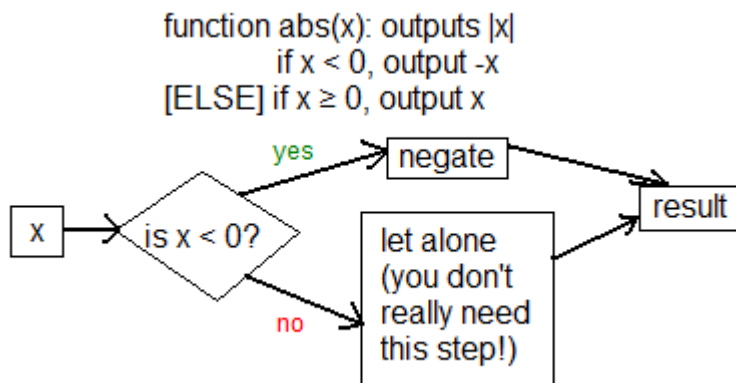 function abs(x): outputs |x|
if x < 0, output -x
[ELSE] if x ≥ 0, output x
yes
negate
x
is x < 0?
result
let alone
(you don't
really need
this step!)
no